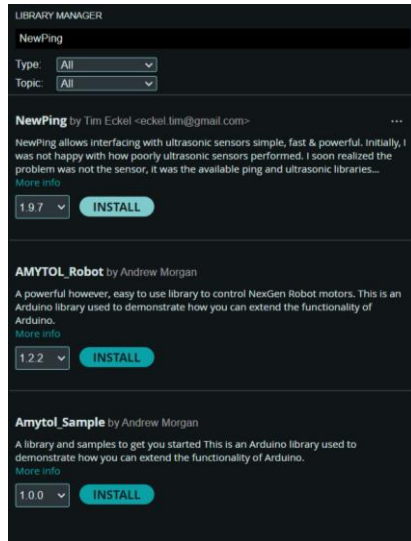 LIBRARY MANAGER
NewPing
Type: All
Topic: All
NewPing by Tim Eckel <eckel.tim@gmail.com>
...
NewPing allows interfacing with ultrasonic sensors simple, fast & powerful. Initially, I
was not happy with how poorly ultrasonic sensors performed. I soon realized the
problem was not the sensor, it was the available ping and ultrasonic libraries...
More info
1.9.7 INSTALL
AMYTOL_Robot by Andrew Morgan
A powerful however, easy to use library to control NexGen Robot motors. This is an
Arduino library used to demonstrate how you can extend the functionality of
Arduino.
More info
1.2.2 INSTALL
Amytol_Sample by Andrew Morgan
A library and samples to get you started This is an Arduino library used to
demonstrate how you can extend the functionality of Arduino.
More info
1.0.0 INSTALL